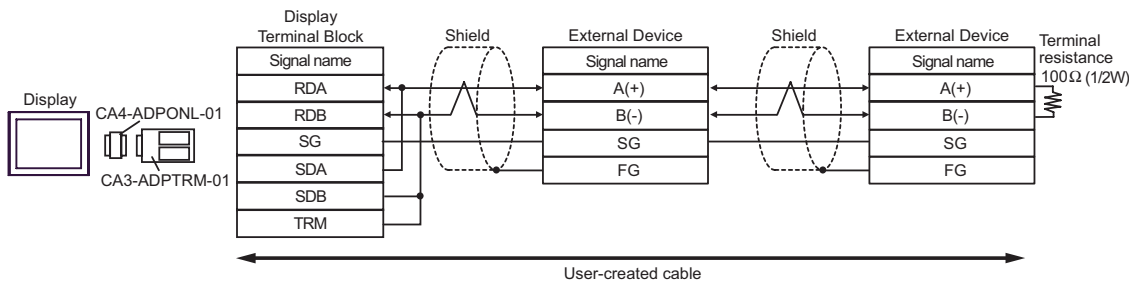 Display
Terminal Block
Shield
External Device
Shield
External Device
Terminal
resistance
100Ω (1/2W)
Signal name
Signal name
Signal name
RDA
A(+)
A(+)
Display
CA4-ADPONL-01
RDB
B(-)
B(-)
SG
SG
SG
CA3-ADPTRM-01
SDA
FG
FG
SDB
TRM
User-created cable